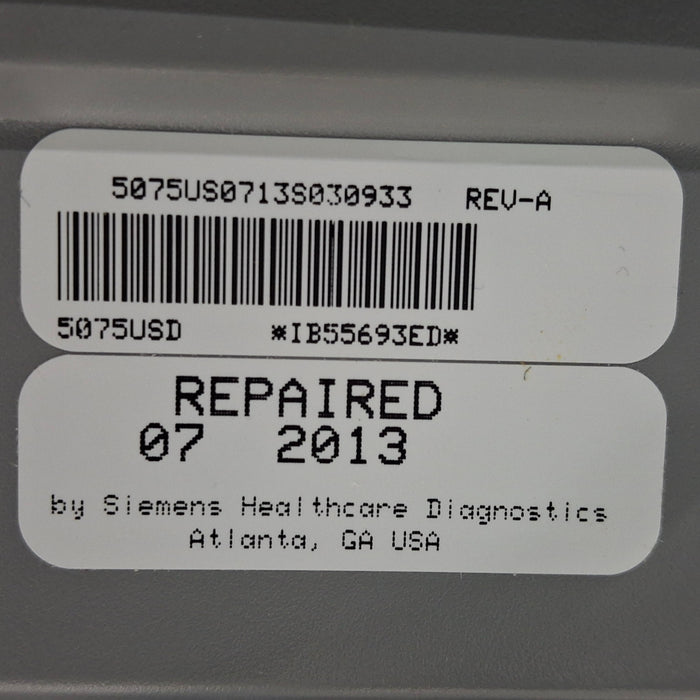 5075US0713S030933 REV-A
5075USD *IB55693ED*
REPAIRED
07 2013
by Siemens Healthcare Diagnostics
Atlanta, GA USA